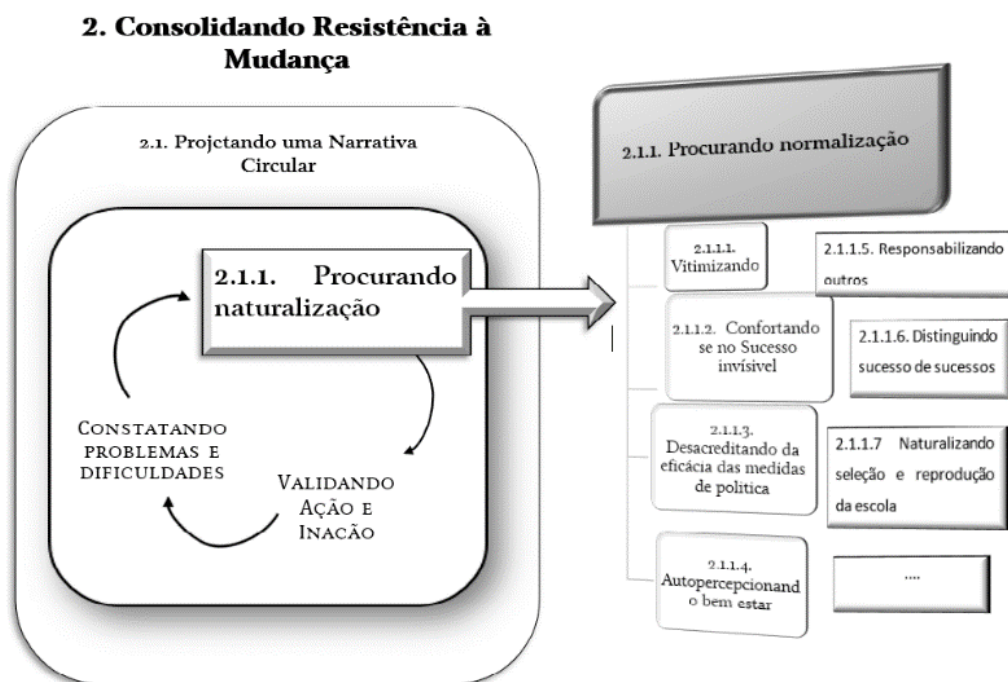 2. Consolidando Resistência à
Mudança
2.1. Projctando uma Narrativa
Circular
2.1.1. Procurando
naturalização
CONSTATANDO
PROBLEMAS E
DIFICULDADES
VALIDANDO
AÇÃO E
INACÃO
2.1.1. Procurando normalização
2.1.1.1.
Vitimizando
2.1.1.5. Responsabilizando
outros
2.1.1.2. Confortando
se no Sucesso
invísivel
2.1.1.6. Distinguindo
sucesso de sucessos
2.1.1.3.
Desacreditando da
eficácia das medidas
de politica
2.1.1.7 Naturalizando
seleção e reprodução
da escola
2.1.1.4.
Autopercepcionand
o bem estar
....